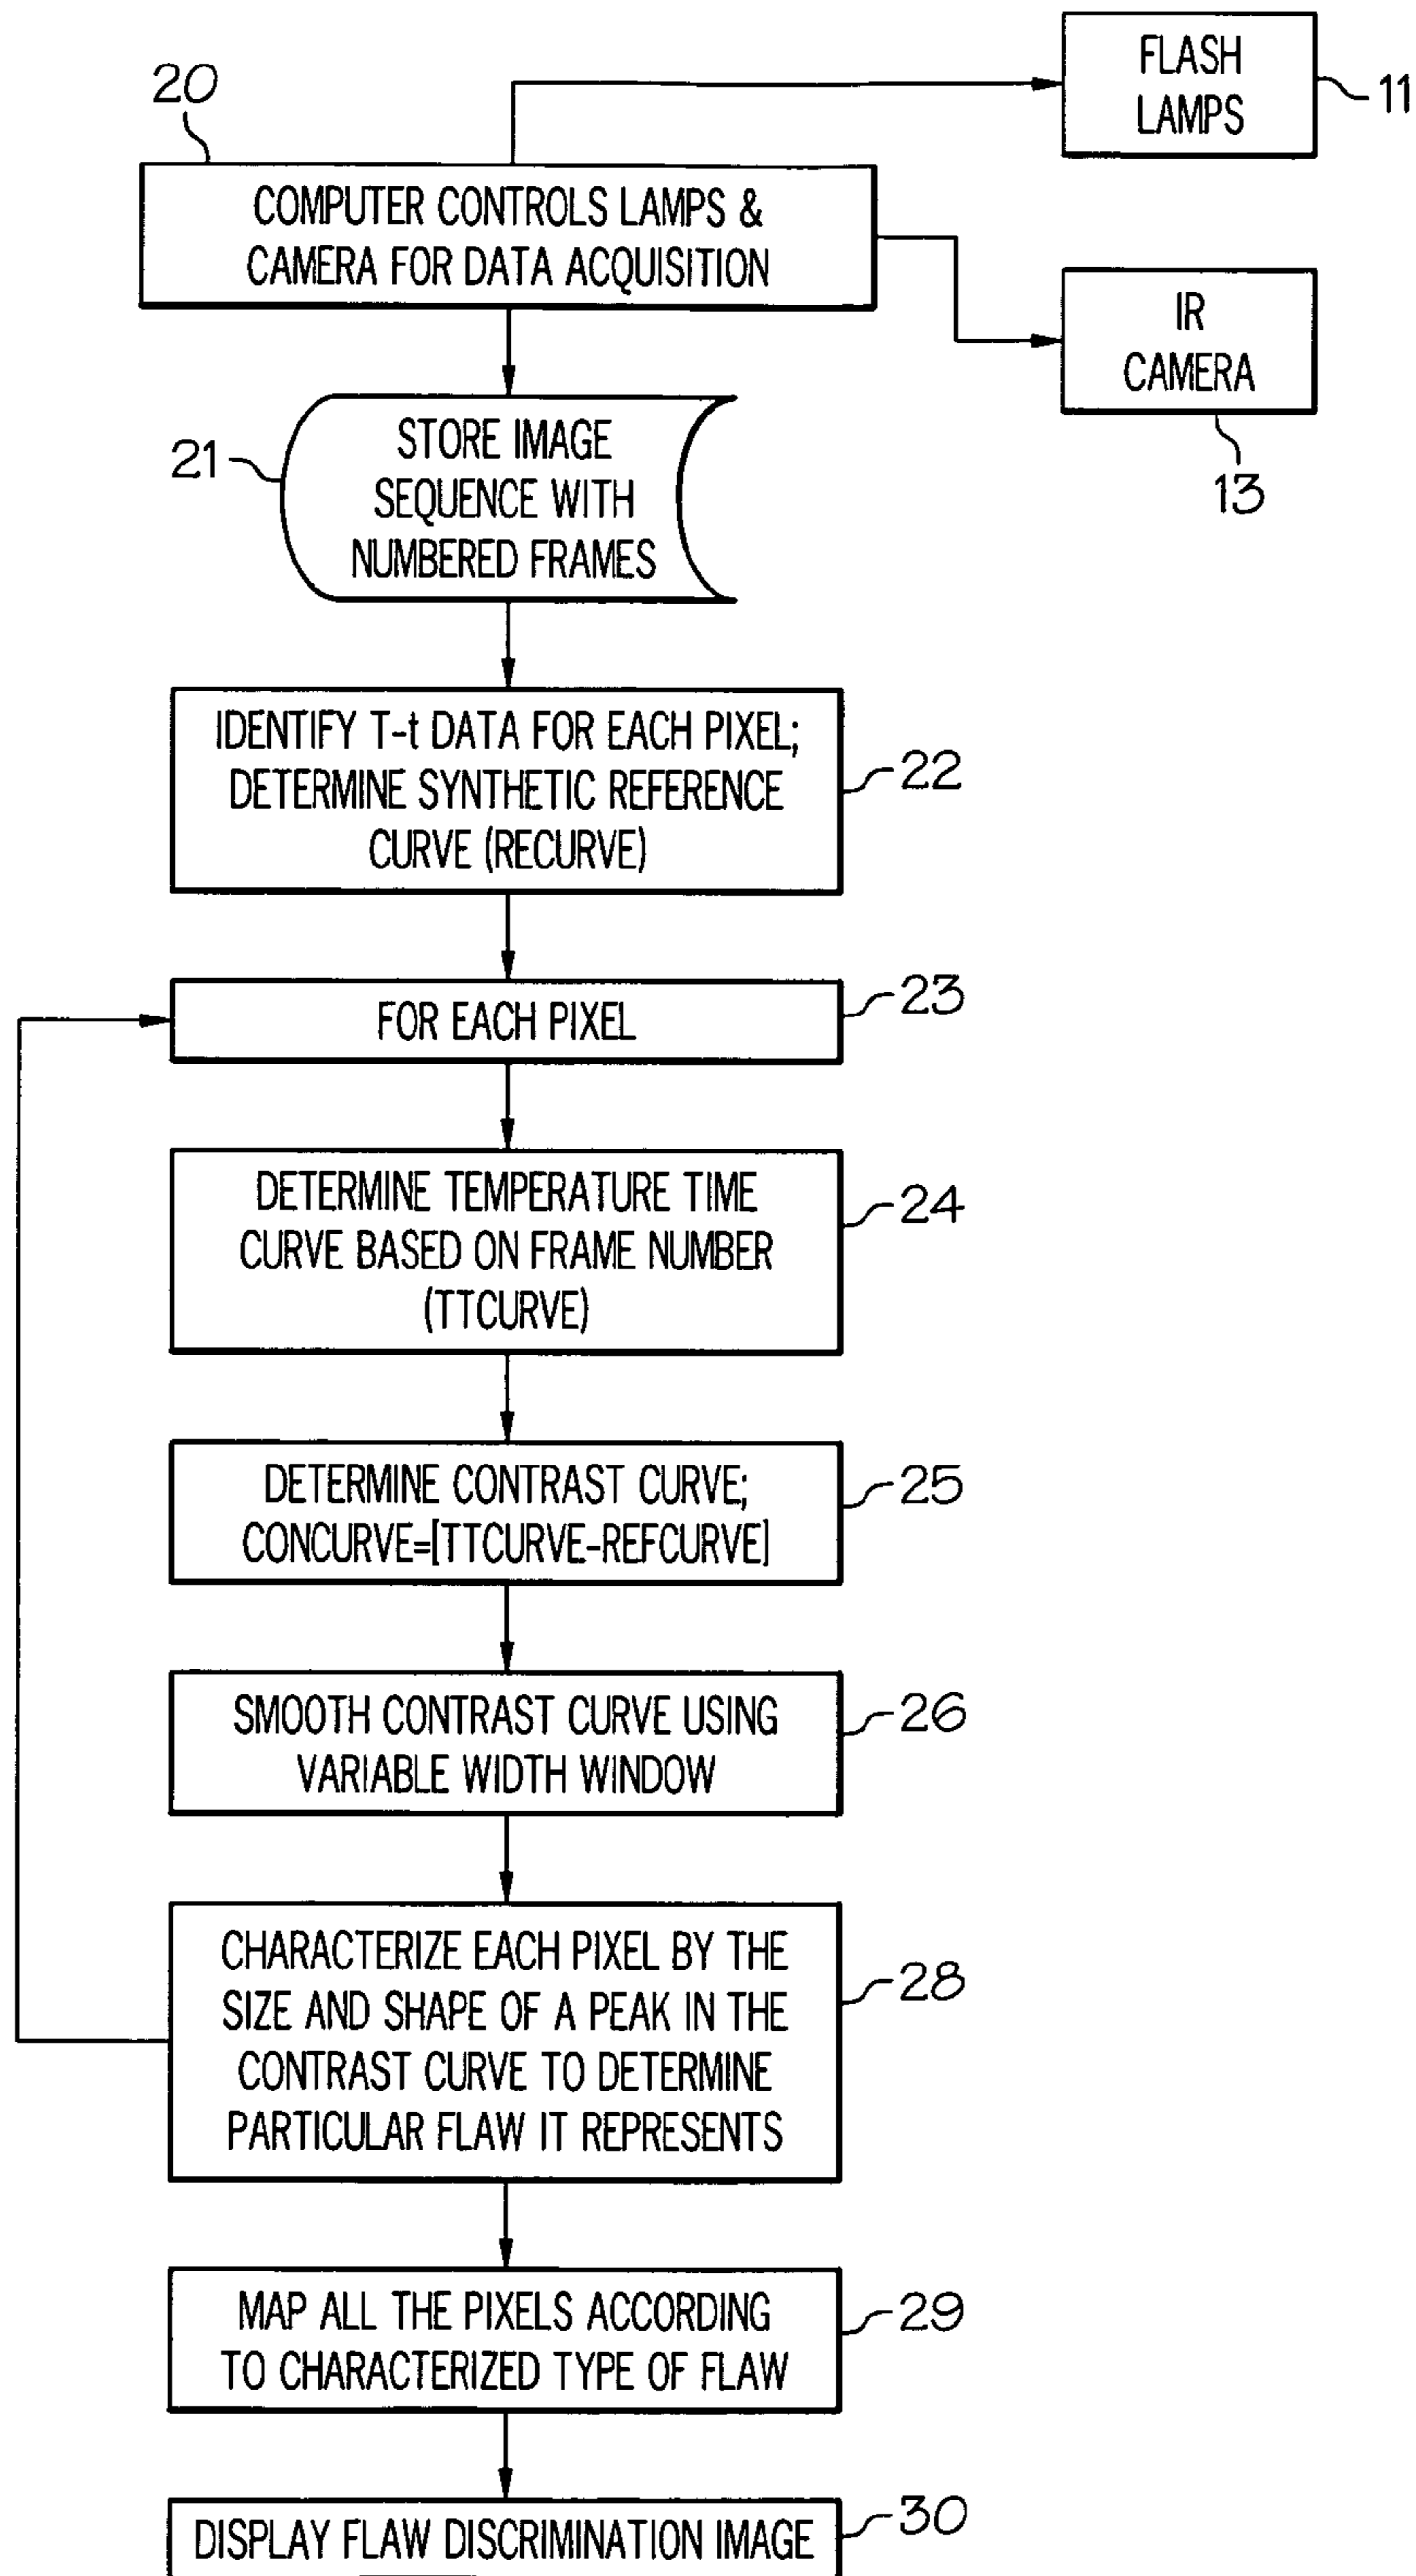 FLASH
LAMPS
11
20
COMPUTER CONTROLS LAMPS &
CAMERA FOR DATA ACQUISITION
IR
CAMERA
13
21
STORE IMAGE
SEQUENCE WITH
NUMBERED FRAMES
IDENTIFY T-t DATA FOR EACH PIXEL;
DETERMINE SYNTHETIC REFERENCE
CURVE (RECURVE)
22
FOR EACH PIXEL
23
DETERMINE TEMPERATURE TIME
CURVE BASED ON FRAME NUMBER
(TTCURVE)
24
DETERMINE CONTRAST CURVE;
CONCURVE=[TTCURVE-REFCURVE]
25
SMOOTH CONTRAST CURVE USING
VARIABLE WIDTH WINDOW
26
CHARACTERIZE EACH PIXEL BY THE
SIZE AND SHAPE OF A PEAK IN THE
CONTRAST CURVE TO DETERMINE
PARTICULAR FLAW IT REPRESENTS
28
MAP ALL THE PIXELS ACCORDING
TO CHARACTERIZED TYPE OF FLAW
29
DISPLAY FLAW DISCRIMINATION IMAGE
30